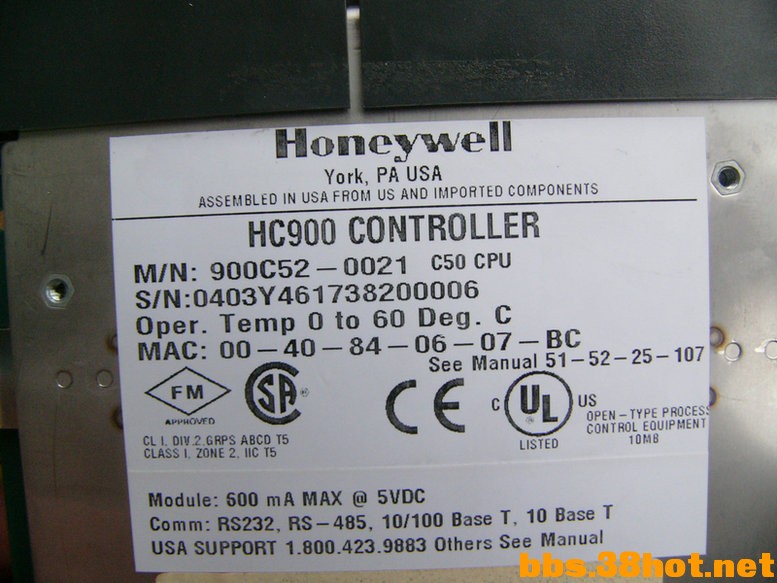 Honeywell
York, PA USA
ASSEMBLED IN USA FROM US AND IMPORTED COMPONENTS
HC900 CONTROLLER
M/N: 900C52-0021 C50 CPU
S/N:0403Y461738200006
Oper. Temp 0 to 60 Deg. C
MAC: 00-40-84-06-07-BC
See Manual 51-52-25-107
FM
APPROVED
CL I, DIV.2,GRPS ABCD T5
CLASS I, ZONE 2, IIC T5
SA
CE
C UL US
LISTED
OPEN-TYPE PROCESS
CONTROL EQUIPMENT
10MB
Module: 600 mA MAX @ 5VDC
Comm: RS232, RS-485, 10/100 Base T, 10 Base T
USA SUPPORT 1.800.423.9883 Others See Manual
bbs.38hot.net